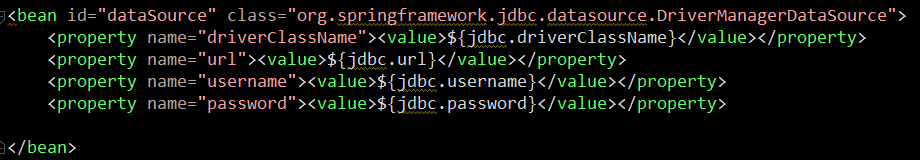 <bean id="dataSource" class="org.springframework.jdbc.datasource.DriverManagerDataSource">
<property name="driverClassName"><value>${jdbc.driverClassName}</value></property>
<property name="url"><value>${jdbc.url}</value></property>
<property name="username"><value>${jdbc.username}</value></property>
<property name="password"><value>${jdbc.password}</value></property>
</bean>